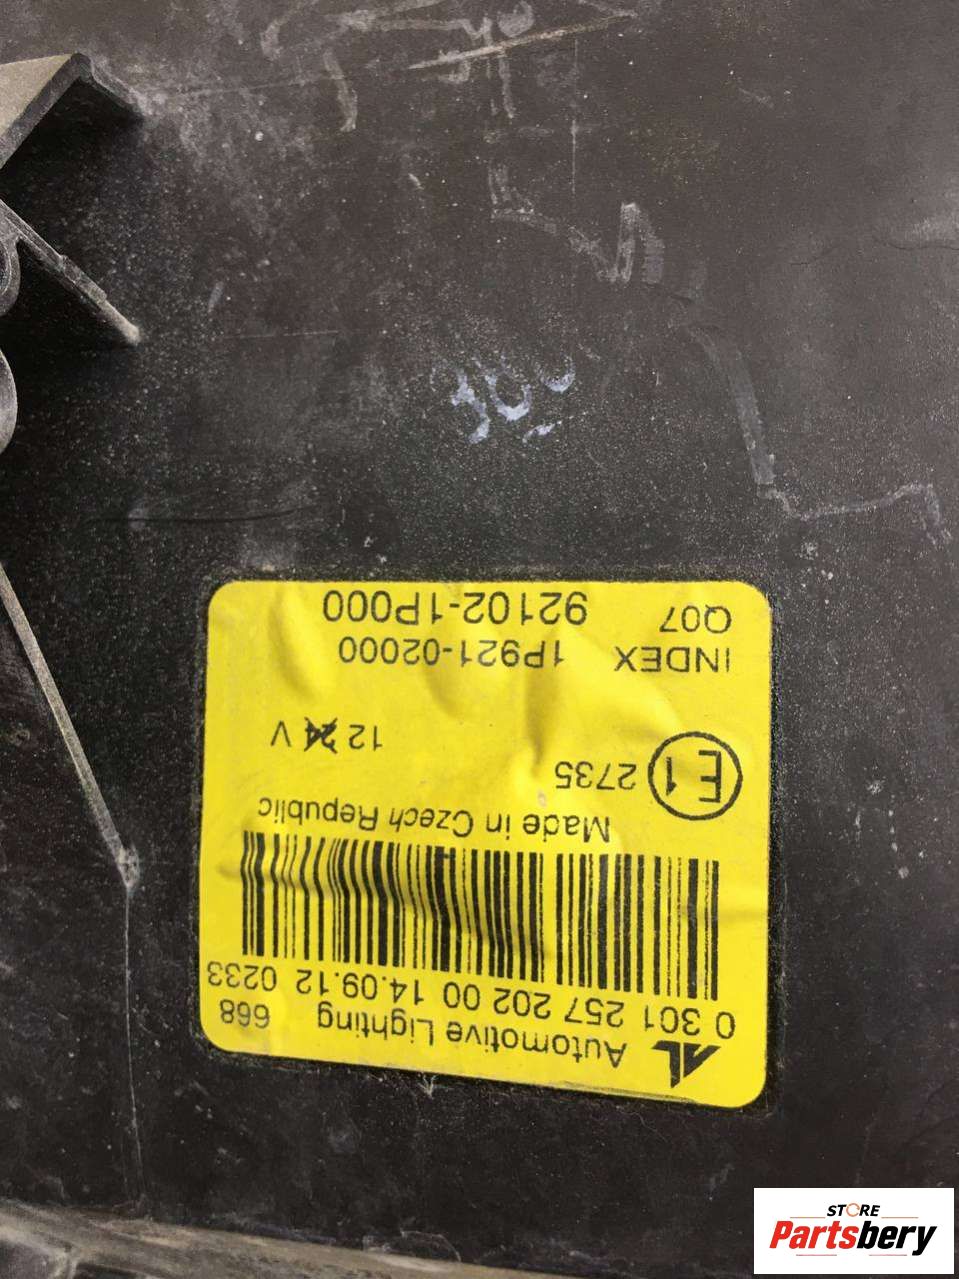 Automotive Lighting 668
0 301 257 202 00 14.09.12 0233
Made in Czech Republic
E1 2735
12 24 V
INDEX 1P921-02000
Q07 92102-1P000
STORE
Partsbery